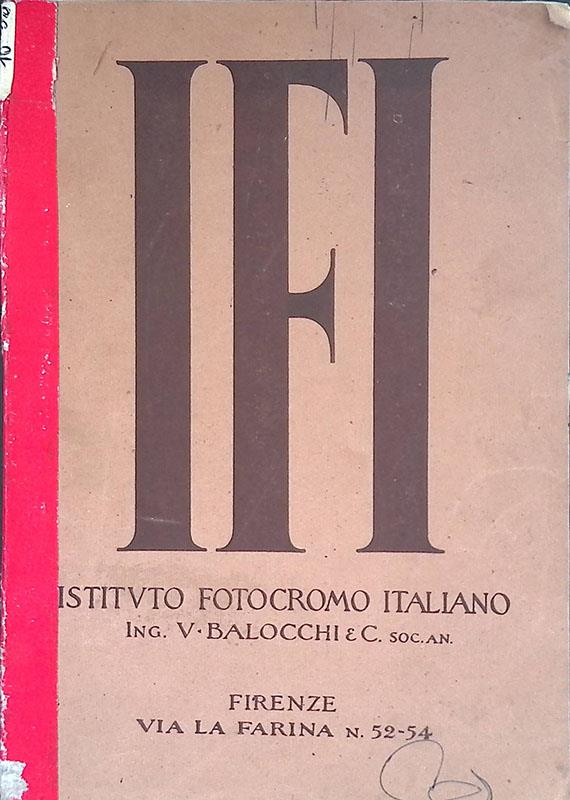 IFI
ISTITVTO FOTOCROMO ITALIANO
ING. V. BALOCCHI & C. SOC. AN.
FIRENZE
VIA LA FARINA N. 52-54